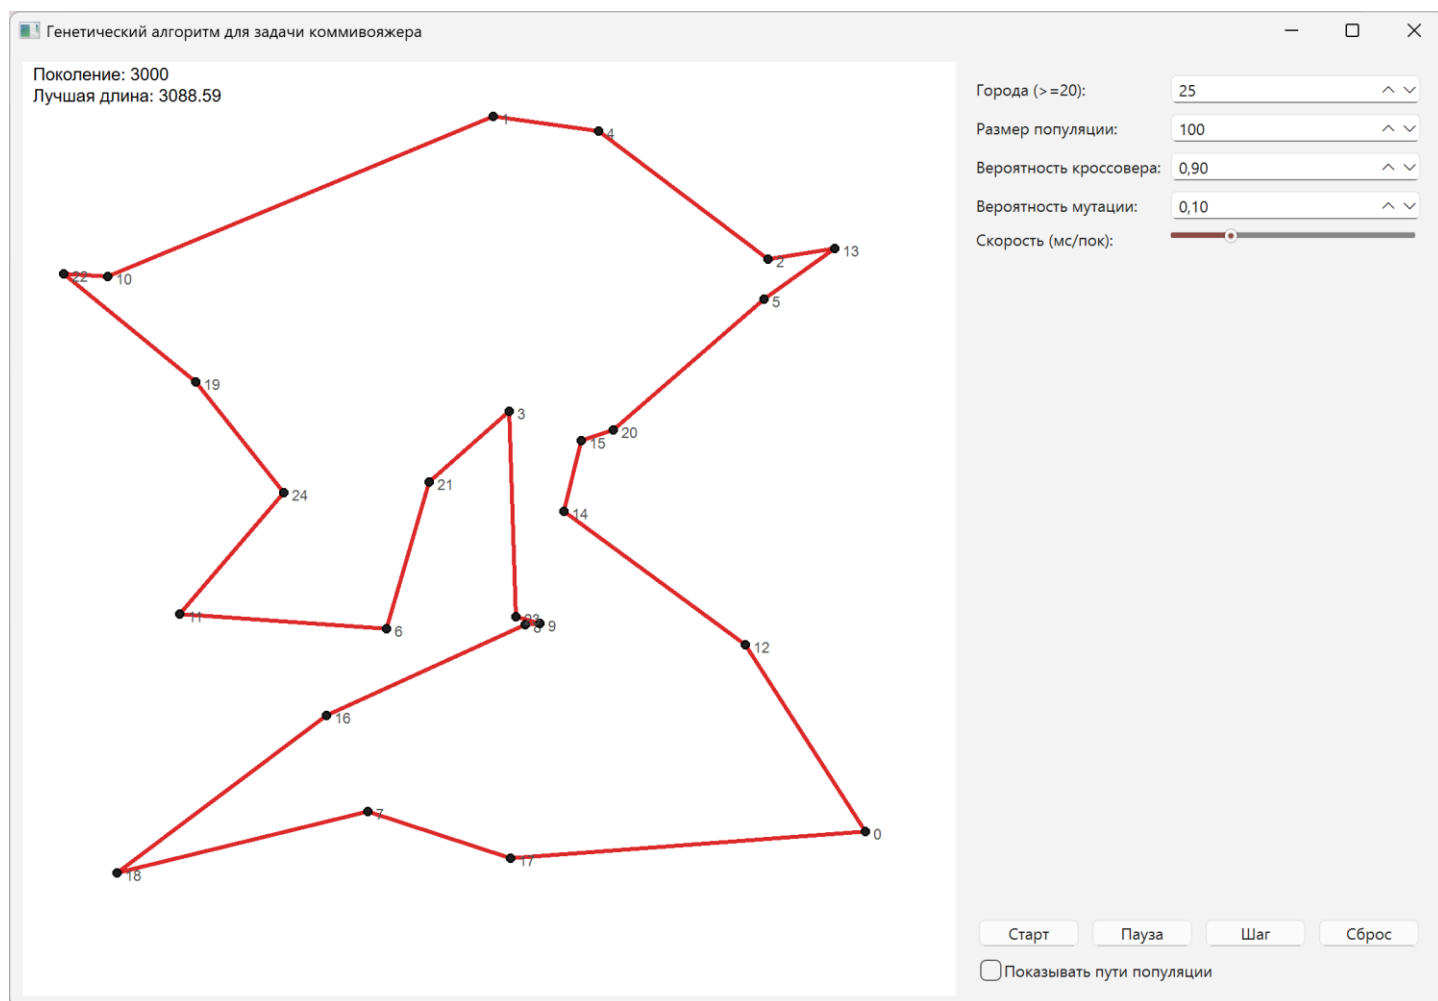 Генетический алгоритм для задачи коммивояжера
Поколение: 3000
Лучшая длина: 3088.59
Города (>=20): 25
Размер популяции: 100
Вероятность кроссовера: 0,90
Вероятность мутации: 0,10
Скорость (мс/пок):
1
4
13
2
22
10
5
19
3
20
15
21
24
14
11
23
8
9
6
12
16
7
0
17
18
Старт Пауза Шаг Сброс
Показывать пути популяции